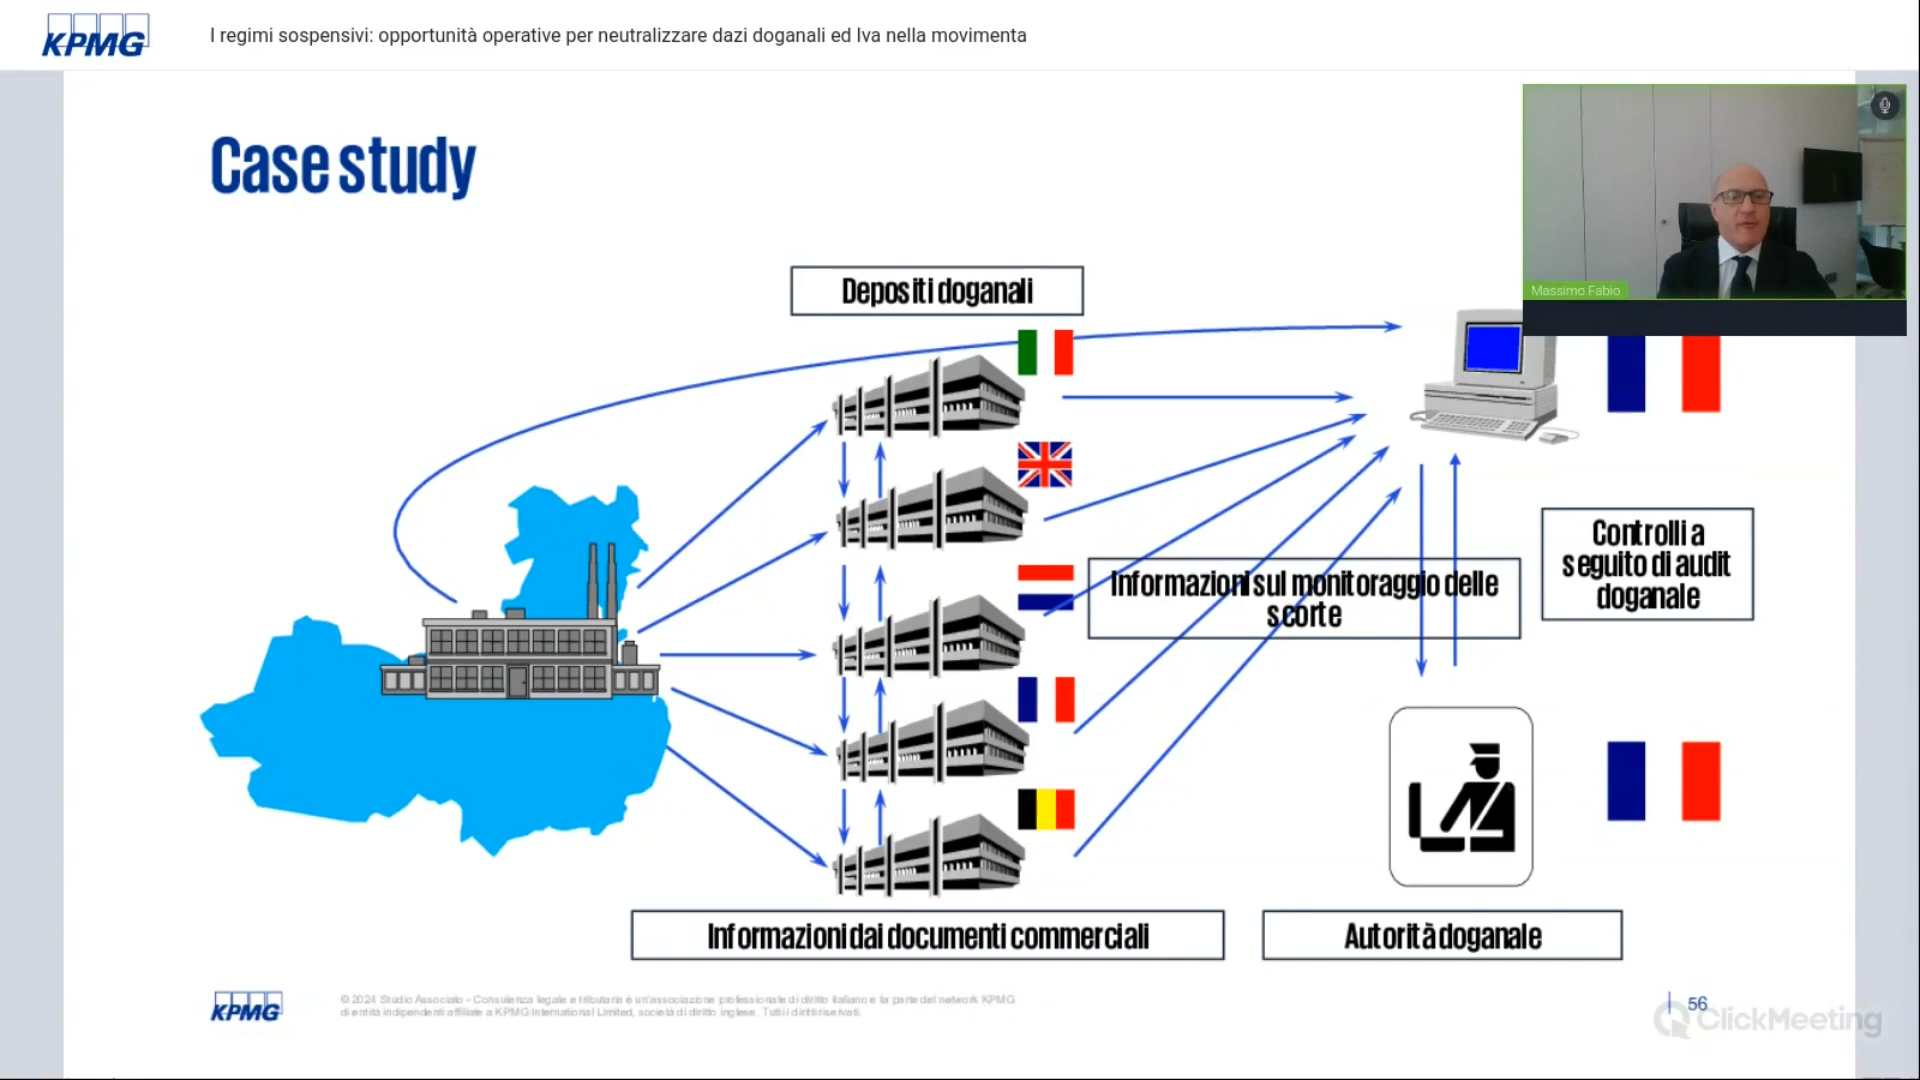 KPMG
I regimi sospensivi: opportunità operative per neutralizzare dazi doganali ed Iva nella movimenta
Case study
Massimo Fabio
Depositi doganali
Controlli a
seguito di audit
doganale
Informazioni sul monitoraggio delle
scorte
Informazioni dai documenti commerciali
Autorità doganale
KPMG
© 2024 Studio Associato - Consulenza legale e tributaria è un'associazione professionale di diritto italiano e fa parte del network KPMG
di entità indipendenti affiliate a KPMG International Limited, società di diritto inglese. Tutti i diritti riservati.
56
ClickMeeting